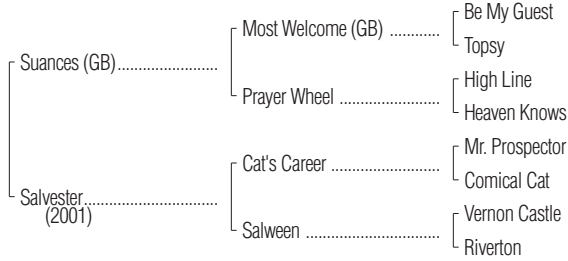 Be My Guest
Most Welcome (GB) ............
Topsy
Suances (GB)........................
High Line
Prayer Wheel ........................
Heaven Knows
Mr. Prospector
Cat's Career ..........................
Comical Cat
Salvester................................
(2001)
Vernon Castle
Salween ................................
Riverton